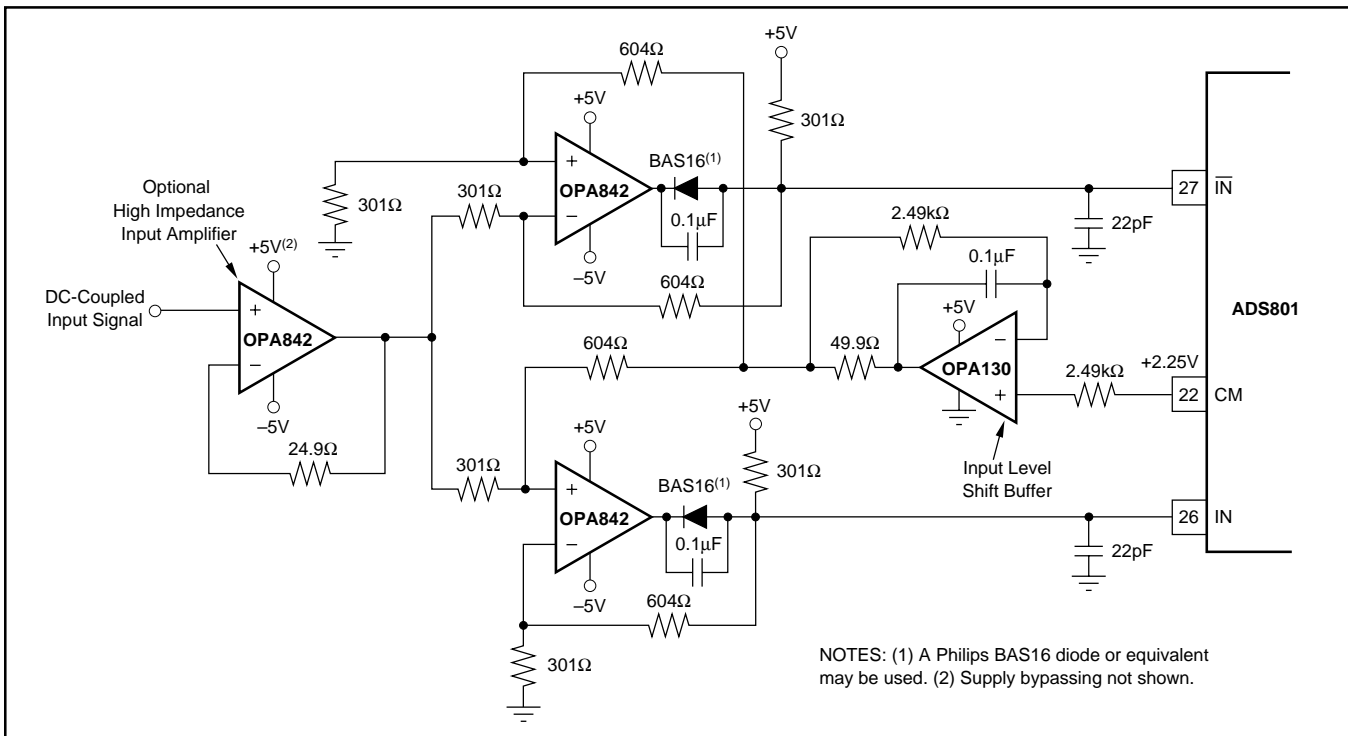 +5V
604Ω
+5V
301Ω
+
OPA842
−
–5V
BAS16(1)
0.1µF
301Ω
301Ω
604Ω
Optional
High Impedance
Input Amplifier
+5V(2)
DC-Coupled
Input Signal
+
OPA842
−
–5V
24.9Ω
27
IN
22pF
2.49kΩ
0.1µF
+5V
−
OPA130
+
49.9Ω
604Ω
2.49kΩ
+2.25V
22
CM
ADS801
Input Level
Shift Buffer
+5V
301Ω
301Ω
+5V
+
OPA842
−
–5V
BAS16(1)
0.1µF
604Ω
301Ω
26
IN
22pF
NOTES: (1) A Philips BAS16 diode or equivalent
may be used. (2) Supply bypassing not shown.